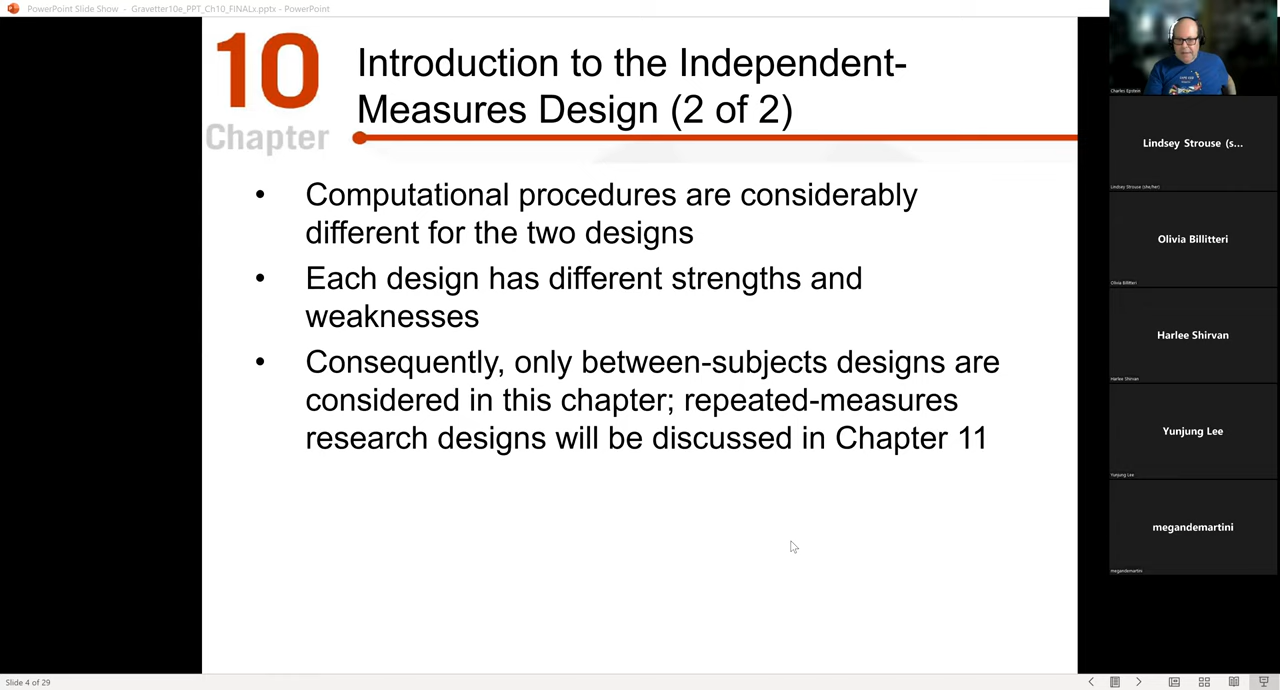 PowerPoint Slide Show - Gravetter10e_PPT_Ch10_FINALx.pptx - PowerPoint
10
Chapter
Introduction to the Independent-
Measures Design (2 of 2)
• Computational procedures are considerably
different for the two designs
• Each design has different strengths and
weaknesses
• Consequently, only between-subjects designs are
considered in this chapter; repeated-measures
research designs will be discussed in Chapter 11
Charles Epstein
Lindsey Strouse (s...
Lindsey Strouse (she/her)
Olivia Billitteri
Olivia Billitteri
Harlee Shirvan
Harlee Shirvan
Yunjung Lee
Yunjung Lee
megandemartini
megandemartini
Slide 4 of 29